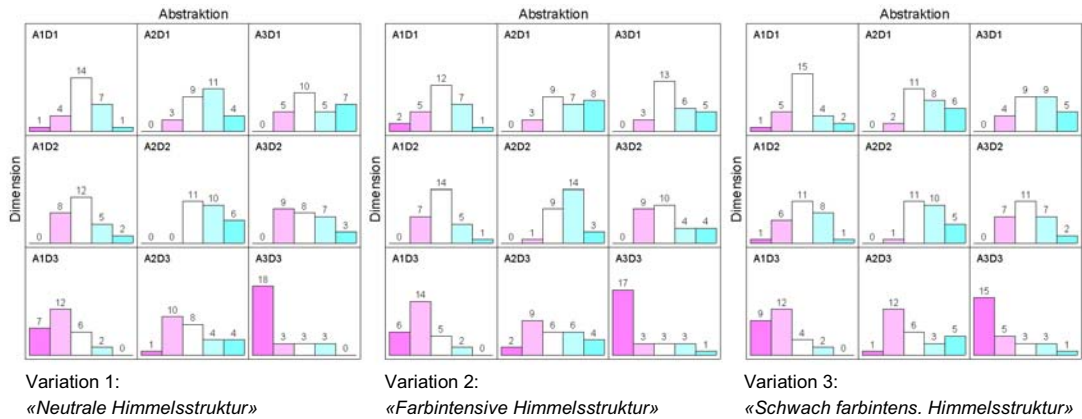 Abstraktion Abstraktion Abstraktion
A1D1 A2D1 A3D1 A1D1 A2D1 A3D1 A1D1 A2D1 A3D1
1 4 14 7 1 0 3 9 11 4 0 5 10 5 7 2 5 12 7 1 0 3 9 7 8 0 3 13 6 5 1 5 15 4 2 0 2 11 8 6 0 4 9 9 5
Dimension Dimension Dimension
A1D2 A2D2 A3D2 A1D2 A2D2 A3D2 A1D2 A2D2 A3D2
0 8 12 5 2 0 0 11 10 6 0 9 8 7 3 0 7 14 5 1 0 1 9 14 3 0 9 10 4 4 1 6 11 8 1 0 1 11 10 5 0 7 11 7 2
A1D3 A2D3 A3D3 A1D3 A2D3 A3D3 A1D3 A2D3 A3D3
7 12 6 2 0 1 10 8 4 4 18 3 3 3 0 6 14 5 2 0 2 9 6 6 4 17 3 3 3 1 9 12 4 2 0 1 12 6 3 5 15 5 3 3 1
Variation 1: Variation 2: Variation 3:
«Neutrale Himmelsstruktur» «Farbintensive Himmelsstruktur» «Schwach farbintens. Himmelsstruktur»